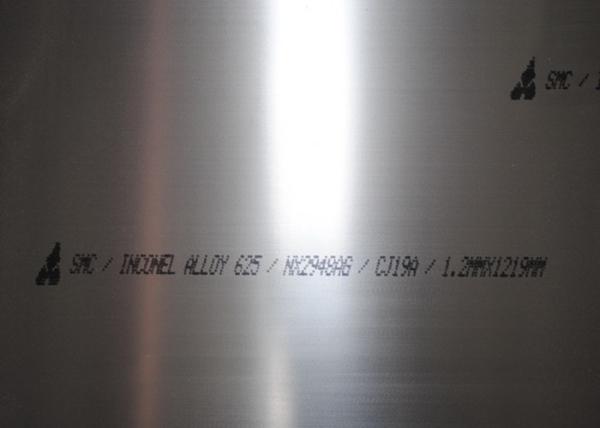 SMC /
SMC / INCONEL ALLOY 625 / NX2949AG / CJ19A / 1.2MMX1219MM